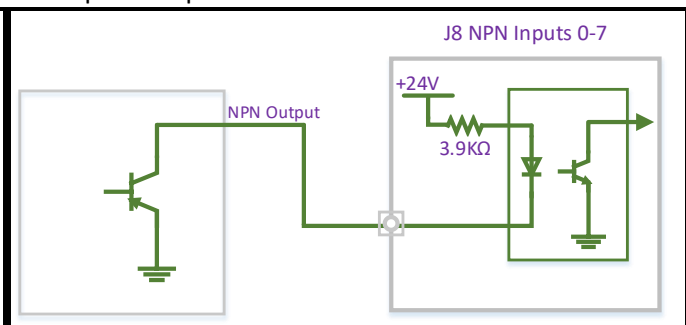 J8 NPN Inputs 0-7
+24V
NPN Output
3.9KΩ